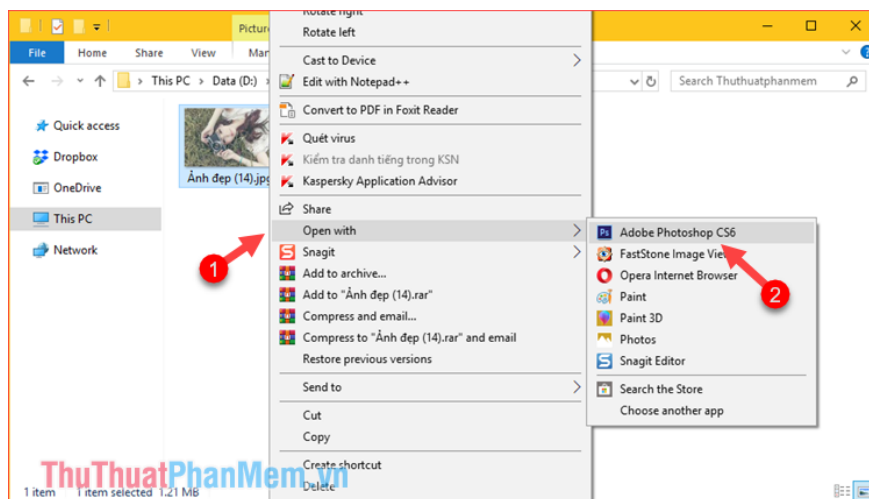 Picture
File Home Share View Man
This PC > Data (D:) >
Search Thuthuatphanmem
Quick access
Dropbox
OneDrive
This PC
Network
Ảnh đẹp (14).jpg
Rotate right
Rotate left
Cast to Device
Edit with Notepad++
Convert to PDF in Foxit Reader
Quét virus
Kiểm tra danh tiếng trong KSN
Kaspersky Application Advisor
Share
Open with
Snagit
Add to archive...
Add to "Ảnh đẹp (14).rar"
Compress and email...
Compress to "Ảnh đẹp (14).rar" and email
Restore previous versions
Send to
Cut
Copy
Create shortcut
Delete
1
Adobe Photoshop CS6
FastStone Image View
Opera Internet Browser
Paint
Paint 3D
Photos
Snagit Editor
Search the Store
Choose another app
2
ThuThuatPhanMem.vn
1 item 1 item selected 1.21 MB